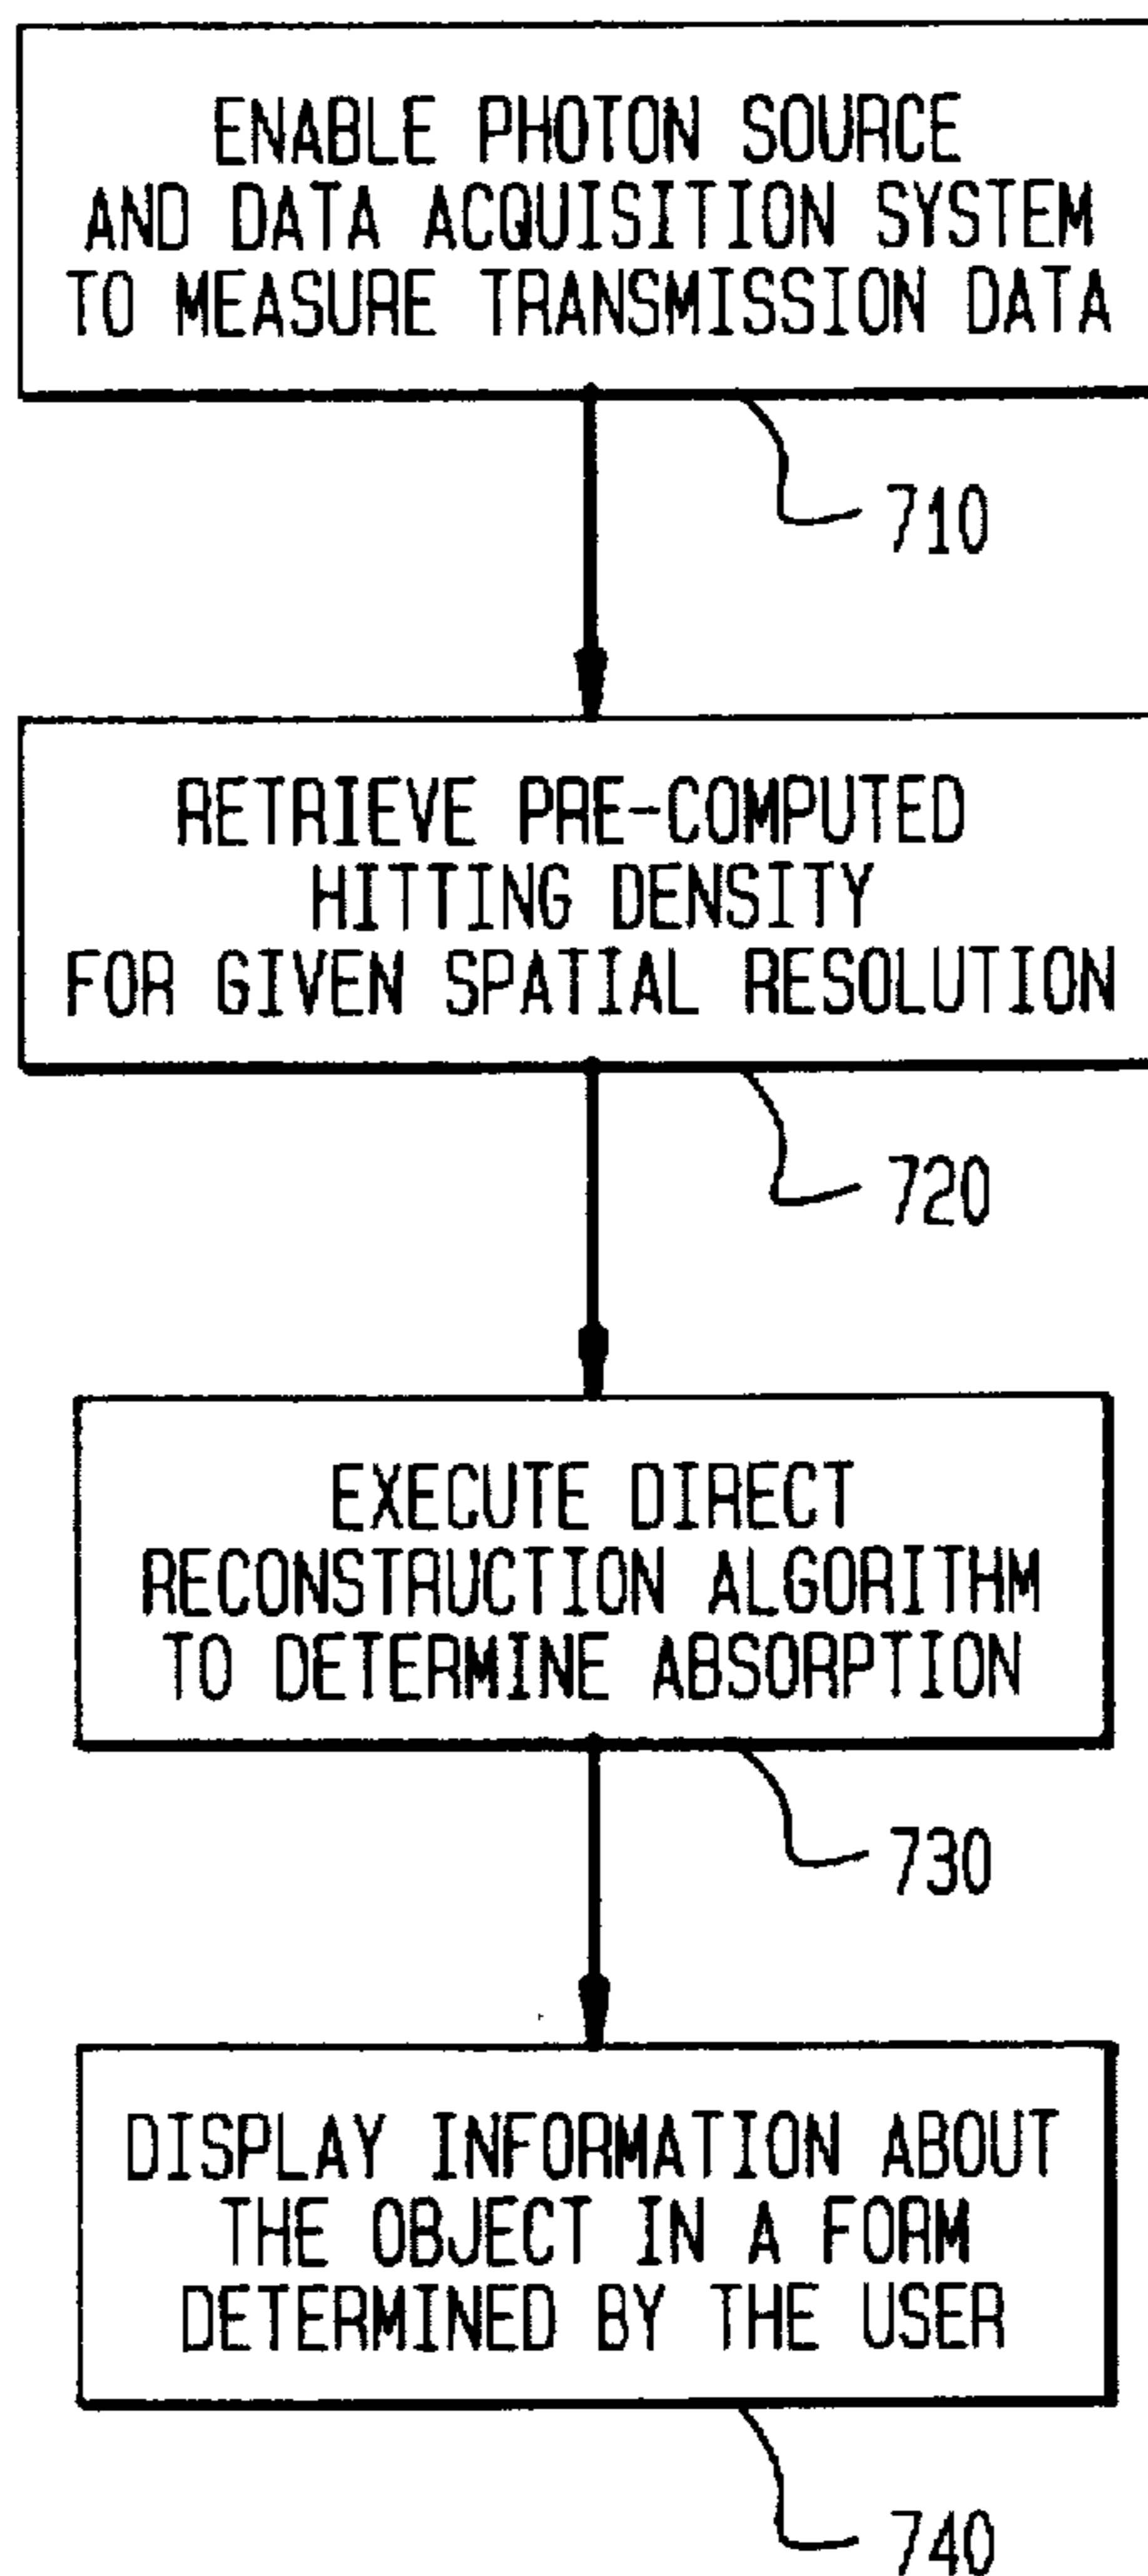 ENABLE PHOTON SOURCE
AND DATA ACQUISITION SYSTEM
TO MEASURE TRANSMISSION DATA
710
RETRIEVE PRE-COMPUTED
HITTING DENSITY
FOR GIVEN SPATIAL RESOLUTION
720
EXECUTE DIRECT
RECONSTRUCTION ALGORITHM
TO DETERMINE ABSORPTION
730
DISPLAY INFORMATION ABOUT
THE OBJECT IN A FORM
DETERMINED BY THE USER
740